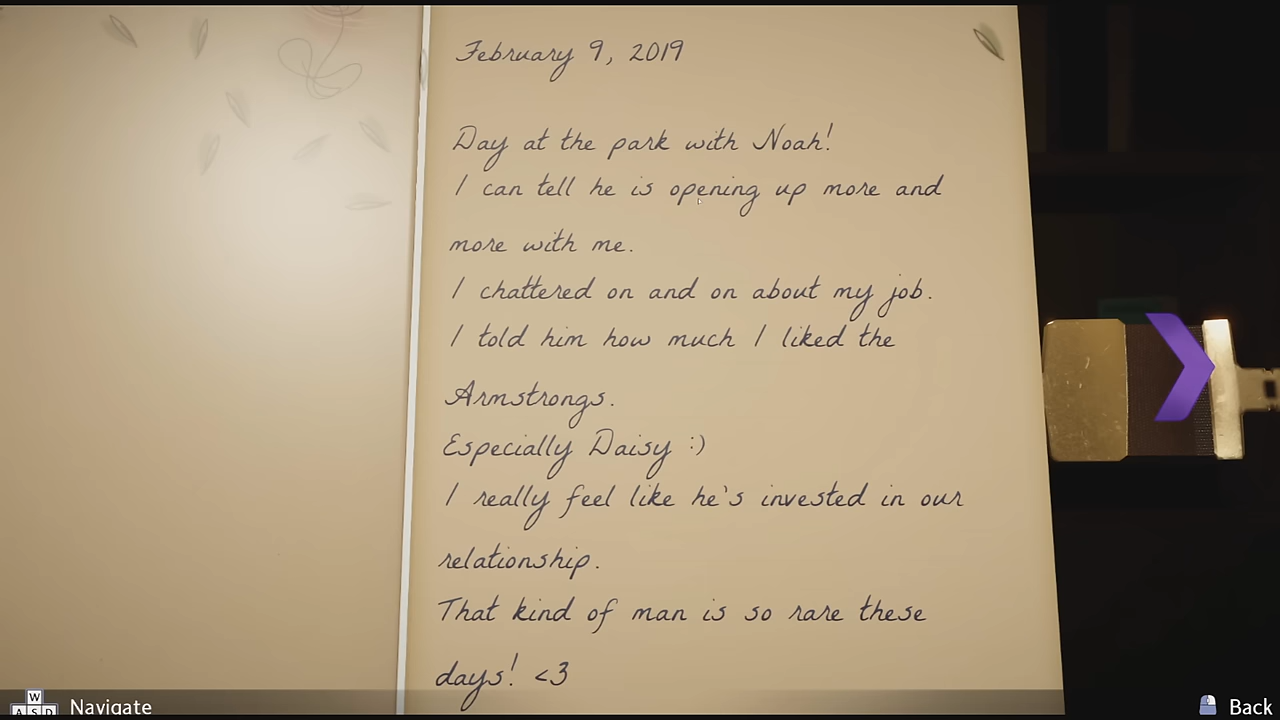 February 9, 2019
Day at the park with Noah!
I can tell he is opening up more and
more with me.
I chattered on and on about my job.
I told him how much I liked the
Armstrongs.
Especially Daisy :)
I really feel like he's invested in our
relationship.
That kind of man is so rare these
days! <3
W
A S D
Navigate
Back